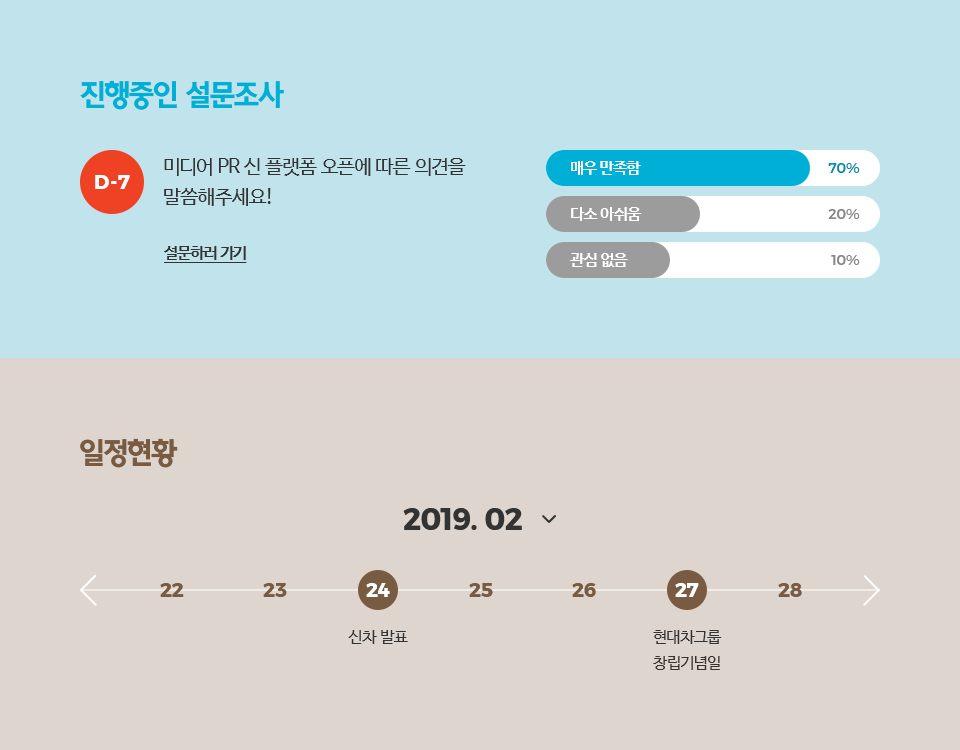 진행중인 설문조사
D-7
미디어 PR 신 플랫폼 오픈에 따른 의견을
말씀해주세요!
설문하러 가기
매우 만족함 70%
다소 아쉬움 20%
관심 없음 10%
일정현황
2019. 02
22 23 24 25 26 27 28
신차 발표
현대차그룹
창립기념일